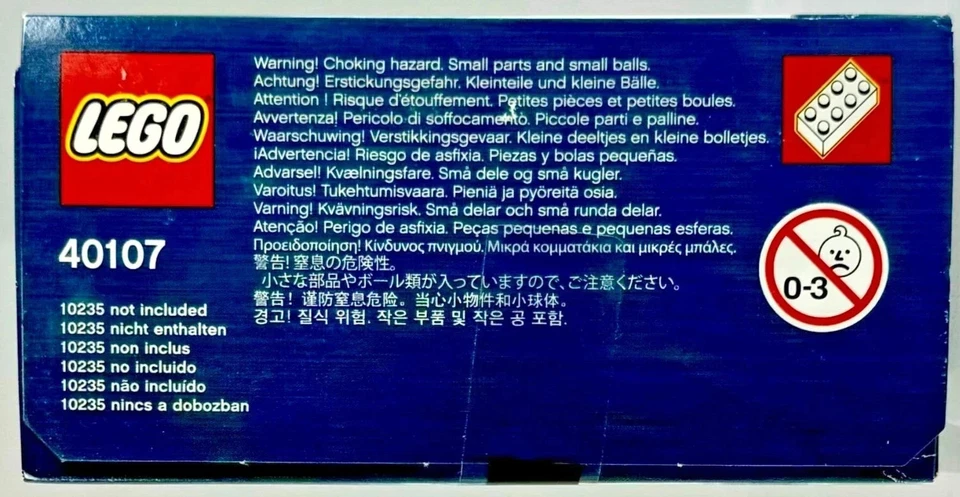 LEGO
40107
10235 not included
10235 nicht enthalten
10235 non inclus
10235 no incluido
10235 não incluído
10235 nincs a dobozban
Warning! Choking hazard. Small parts and small balls.
Achtung! Erstickungsgefahr. Kleinteile und kleine Bälle.
Attention ! Risque d'étouffement. Petites pièces et petites boules.
Avvertenza! Pericolo di soffocamento. Piccole parti e palline.
Waarschuwing! Verstikkingsgevaar. Kleine deeltjes en kleine bolletjes.
¡Advertencia! Riesgo de asfixia. Piezas y bolas pequeñas.
Advarsel! Kvælningsfare. Små dele og små kugler.
Varoitus! Tukehtumisvaara. Pieniä ja pyöreitä osia.
Varning! Kvävningsrisk. Små delar och små runda delar.
Atenção! Perigo de asfixia. Peças pequenas e pequenas esferas.
Προειδοποίηση! Κίνδυνος πνιγμού. Μικρά κομματάκια και μικρές μπάλες.
警告! 窒息の危険性。
小さな部品やボール類が入っていますので、ご注意ください。
警告! 谨防窒息危险。当心小物件和小球体。
경고! 질식 위험. 작은 부품 및 작은 공 포함.
0-3